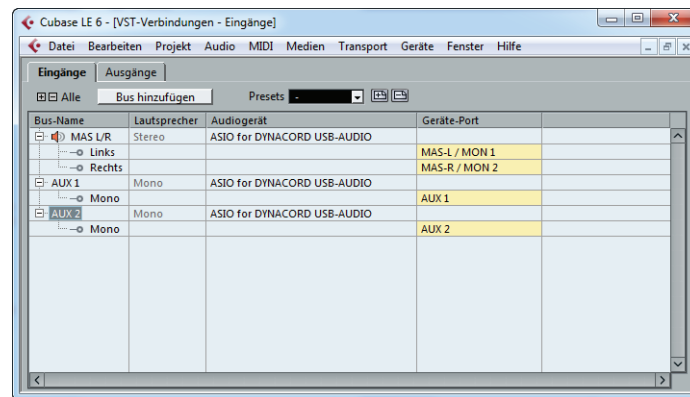 Cubase LE 6 - [VST-Verbindungen - Eingänge]
Datei Bearbeiten Projekt Audio MIDI Medien Transport Geräte Fenster Hilfe
Eingänge Ausgänge
Alle Bus hinzufügen Presets -
Bus-Name Lautsprecher Audiogerät Geräte-Port
MAS L/R Stereo ASIO for DYNACORD USB-AUDIO
Links MAS-L / MON 1
Rechts MAS-R / MON 2
AUX 1 Mono ASIO for DYNACORD USB-AUDIO
Mono AUX 1
AUX 2 Mono ASIO for DYNACORD USB-AUDIO
Mono AUX 2